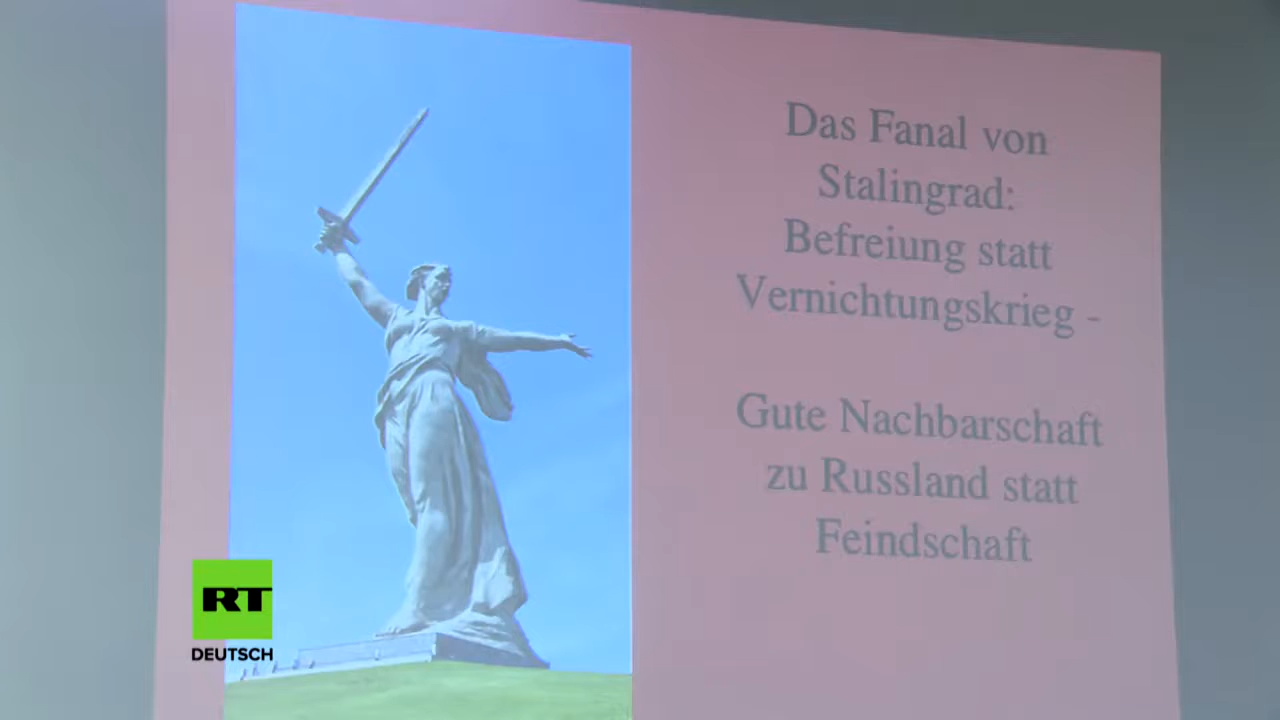 Das Fanal von
Stalingrad:
Befreiung statt
Vernichtungskrieg -
Gute Nachbarschaft
zu Russland statt
Feindschaft
RT
DEUTSCH